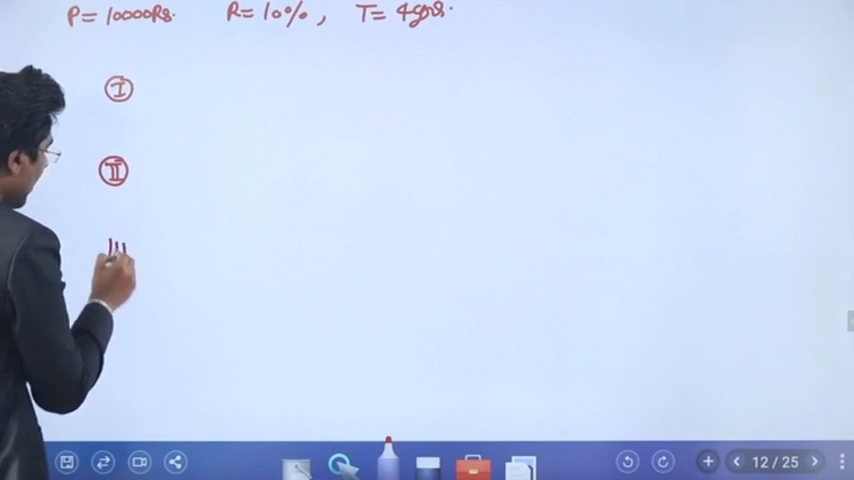 P= 10000Rs. R= 10%, T= 4yrs.
I
II
III
12 / 25